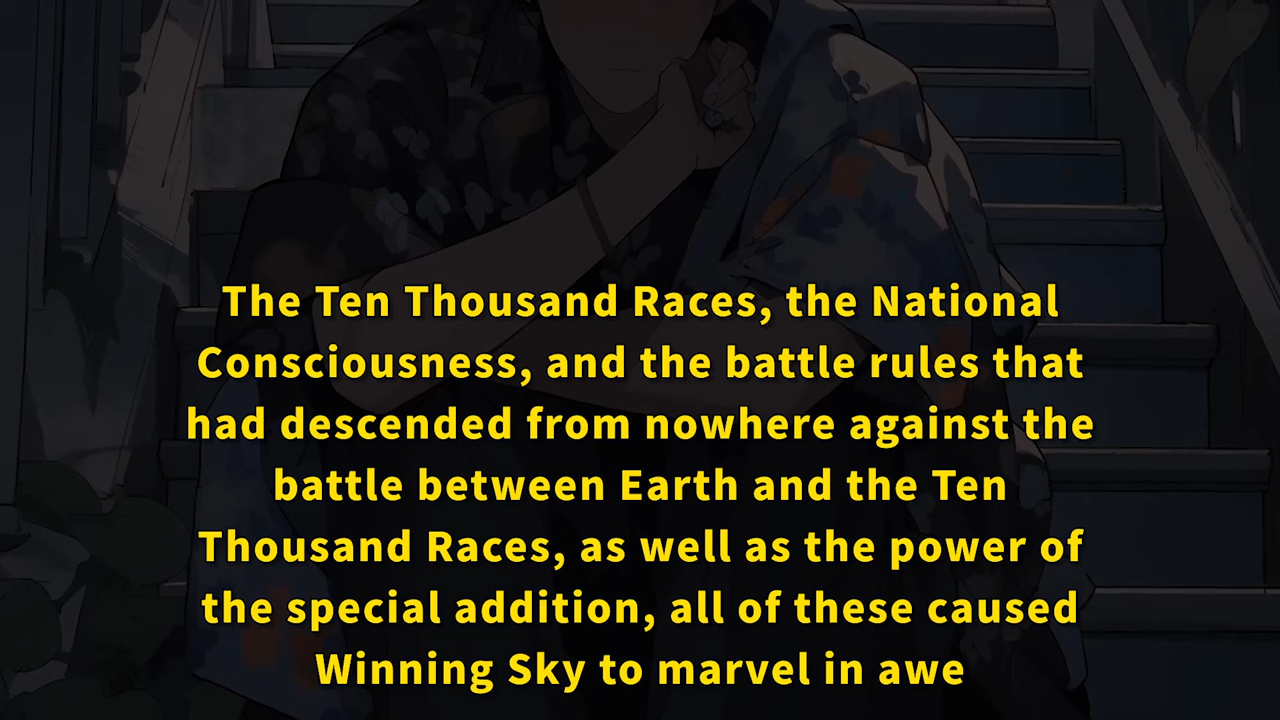 The Ten Thousand Races, the National
Consciousness, and the battle rules that
had descended from nowhere against the
battle between Earth and the Ten
Thousand Races, as well as the power of
the special addition, all of these caused
Winning Sky to marvel in awe